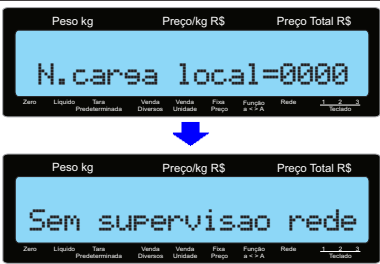 Peso kg Preço/kg R$ Preço Total R$
N.carga local=0000
Zero Líquido Tara Predeterminada Venda Diversos Venda Unidade Fixa Preço Função a < > A Rede 1 2 3 Teclado
Peso kg Preço/kg R$ Preço Total R$
Sem supervisao rede
Zero Líquido Tara Predeterminada Venda Diversos Venda Unidade Fixa Preço Função a < > A Rede 1 2 3 Teclado